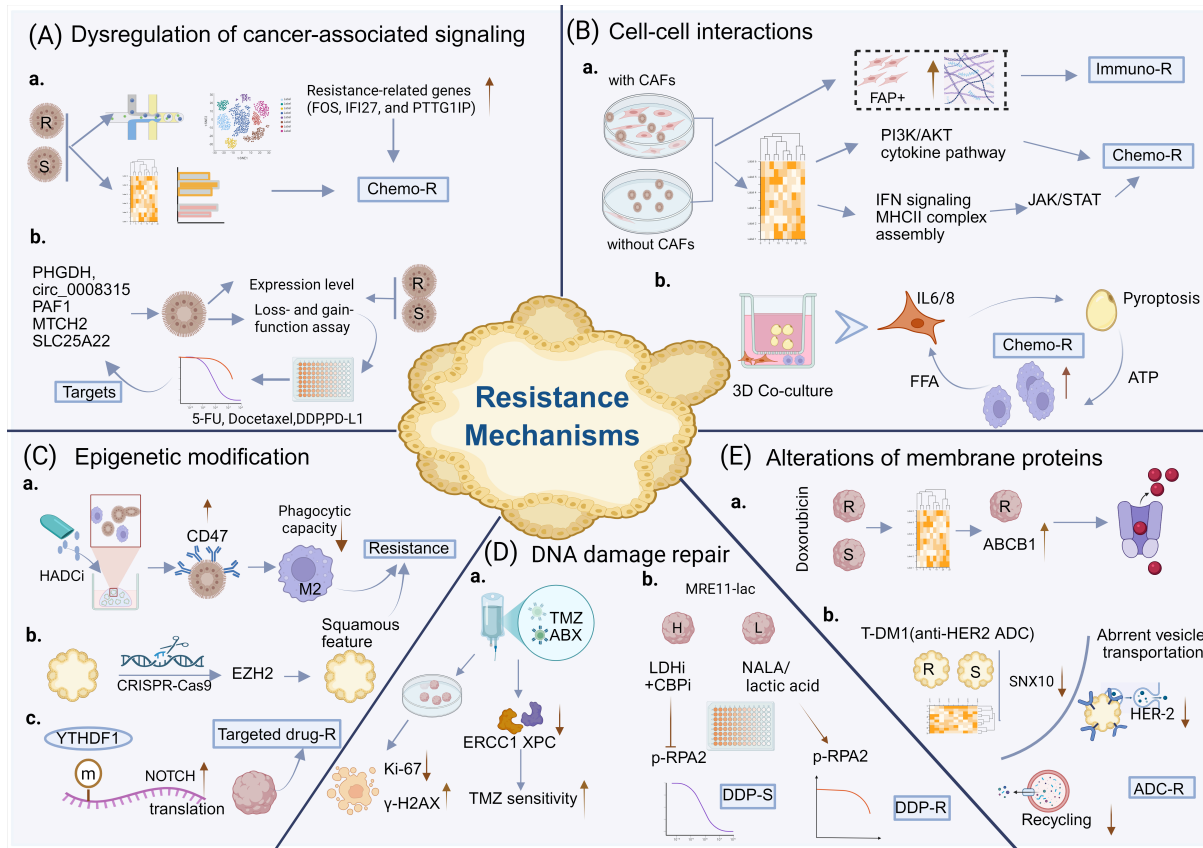 (A) Dysregulation of cancer-associated signaling
a.
R
S
Resistance-related genes
(FOS, IFI27, and PTTG1IP)
Chemo-R
b.
PHGDH,
circ_0008315
PAF1
MTCH2
SLC25A22
Expression level
Loss- and gain-
function assay
R
S
Targets
5-FU, Docetaxel,DDP,PD-L1
(B) Cell-cell interactions
a.
with CAFs
without CAFs
FAP+
Immuno-R
PI3K/AKT
cytokine pathway
Chemo-R
IFN signaling
MHCII complex
assembly
JAK/STAT
b.
3D Co-culture
IL6/8
Pyroptosis
Chemo-R
FFA
ATP
Resistance
Mechanisms
(C) Epigenetic modification
a.
HADCi
CD47
Phagocytic
capacity
M2
Resistance
b.
CRISPR-Cas9
EZH2
Squamous
feature
c.
YTHDF1
m
NOTCH
translation
Targeted drug-R
(D) DNA damage repair
a.
TMZ
ABX
ERCC1 XPC
Ki-67
γ-H2AX
TMZ sensitivity
b.
MRE11-lac
H
L
LDHi
+CBPi
NALA/
lactic acid
p-RPA2
p-RPA2
DDP-S
DDP-R
(E) Alterations of membrane proteins
a.
Doxorubicin
R
S
R
ABCB1
b.
T-DM1(anti-HER2 ADC)
R
S
SNX10
Abrrent vesicle
transportation
HER-2
Recycling
ADC-R